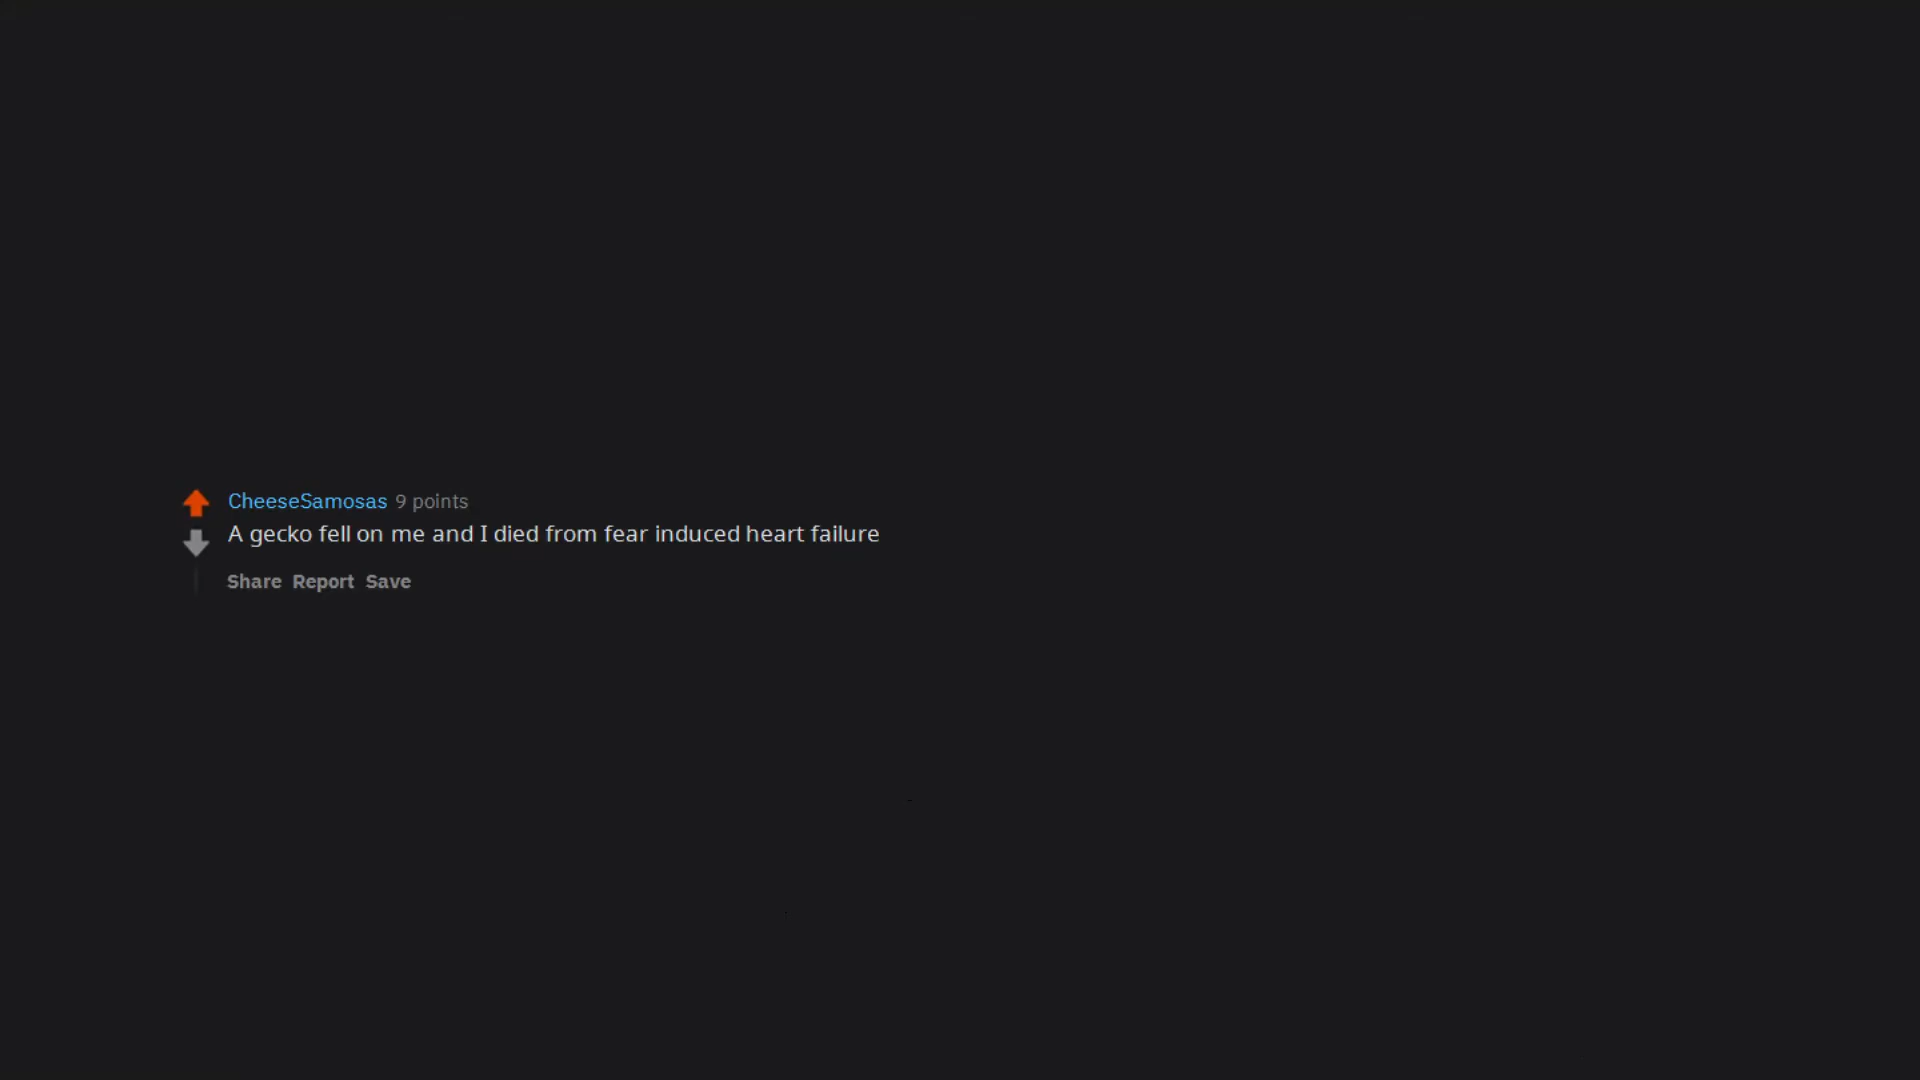 CheeseSamosas 9 points
A gecko fell on me and I died from fear induced heart failure
Share Report Save